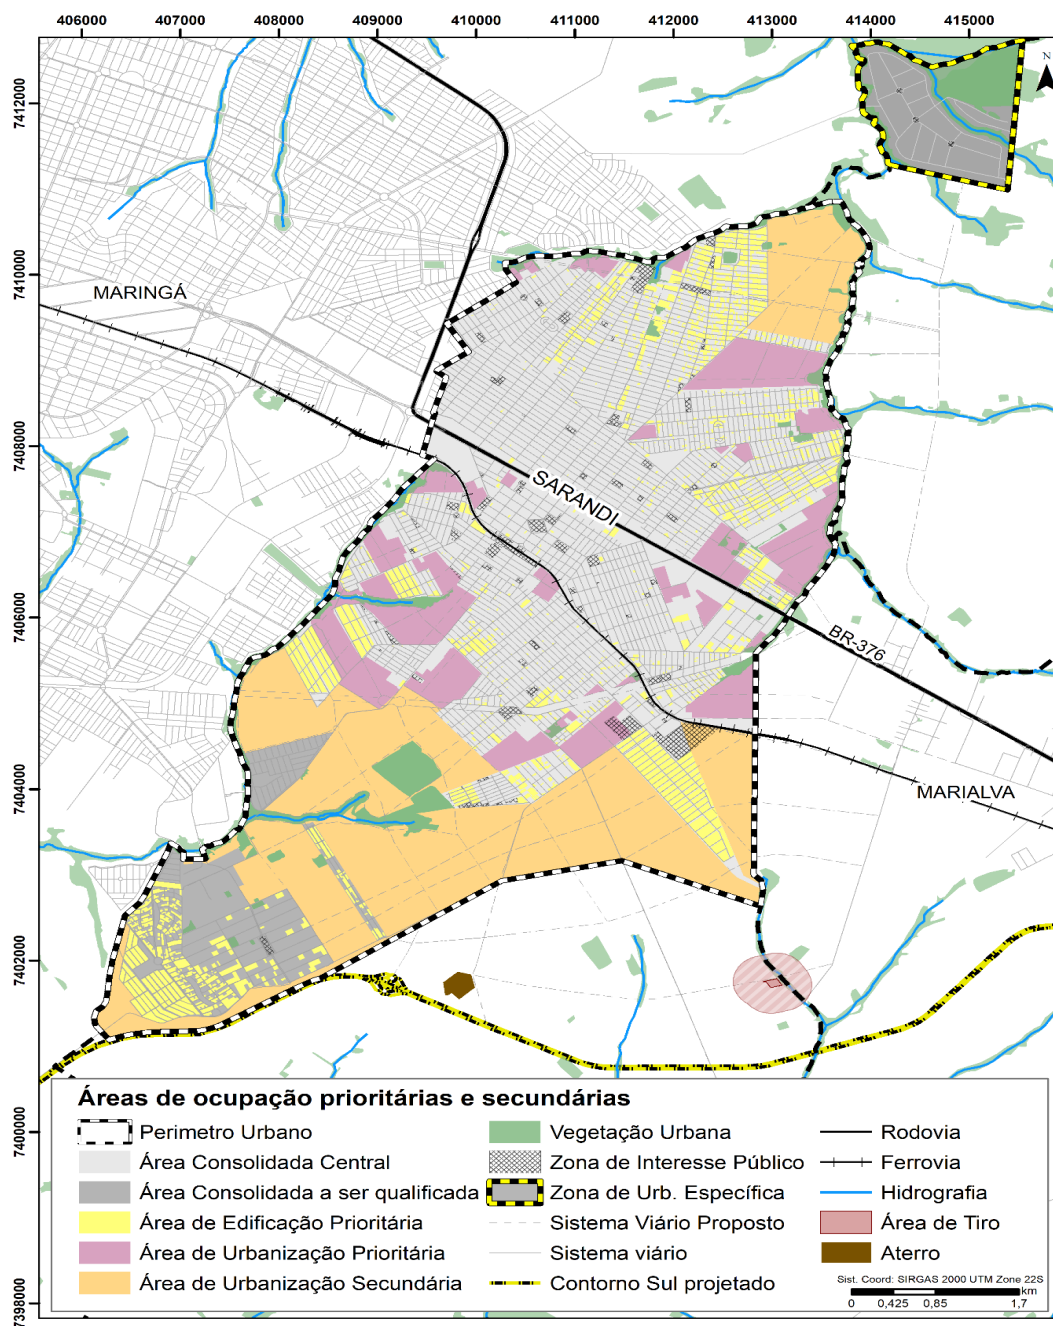 406000 407000 408000 409000 410000 411000 412000 413000 414000 415000
N
7412000
7410000
MARINGÁ
7408000
SARANDI
7406000
BR-376
7404000
MARIALVA
7402000
7400000
7398000
Áreas de ocupação prioritárias e secundárias
Perimetro Urbano
Área Consolidada Central
Área Consolidada a ser qualificada
Área de Edificação Prioritária
Área de Urbanização Prioritária
Área de Urbanização Secundária
Vegetação Urbana
Zona de Interesse Público
Zona de Urb. Específica
Sistema Viário Proposto
Sistema viário
Contorno Sul projetado
Rodovia
Ferrovia
Hidrografia
Área de Tiro
Aterro
Sist. Coord: SIRGAS 2000 UTM Zone 22S
km
0 0,425 0,85 1,7